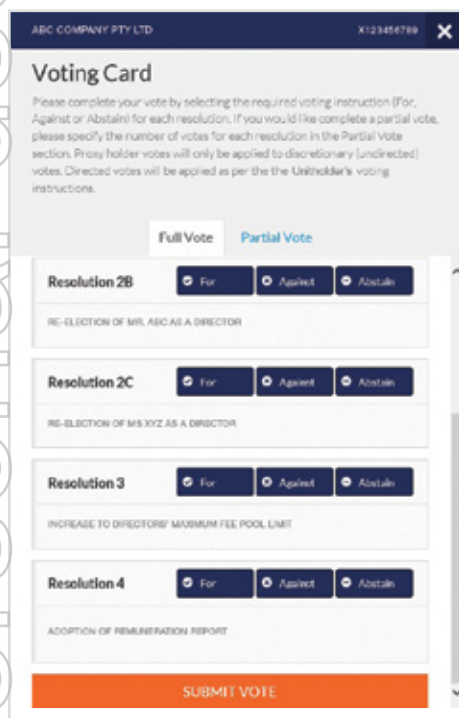 ABC COMPANY PTY LTD X123456789
Voting Card
Please complete your vote by selecting the required voting instruction (For,
Against or Abstain) for each resolution. If you would like complete a partial vote,
please specify the number of votes for each resolution in the Partial Vote
section. Proxy holder votes will only be applied to discretionary (undirected)
votes. Directed votes will be applied as per the the Unitholder's voting
instructions.
Full Vote Partial Vote
Resolution 2B For Against Abstain
RE-ELECTION OF MR. ABC AS A DIRECTOR
Resolution 2C For Against Abstain
RE-ELECTION OF MS XYZ AS A DIRECTOR
Resolution 3 For Against Abstain
INCREASE TO DIRECTORS' MAXIMUM FEE POOL LIMIT
Resolution 4 For Against Abstain
ADOPTION OF REMUNERATION REPORT
SUBMIT VOTE